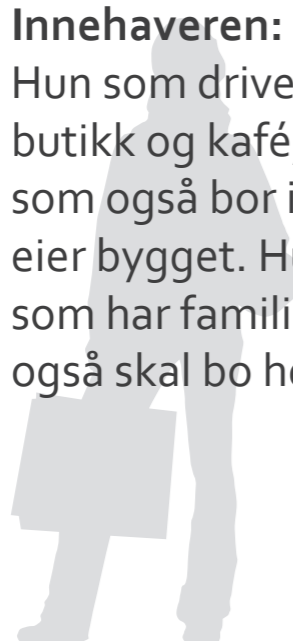 Innehaveren:
Hun som drive
butikk og kafé
som også bor i
eier bygget. H
som har famili
også skal bo h